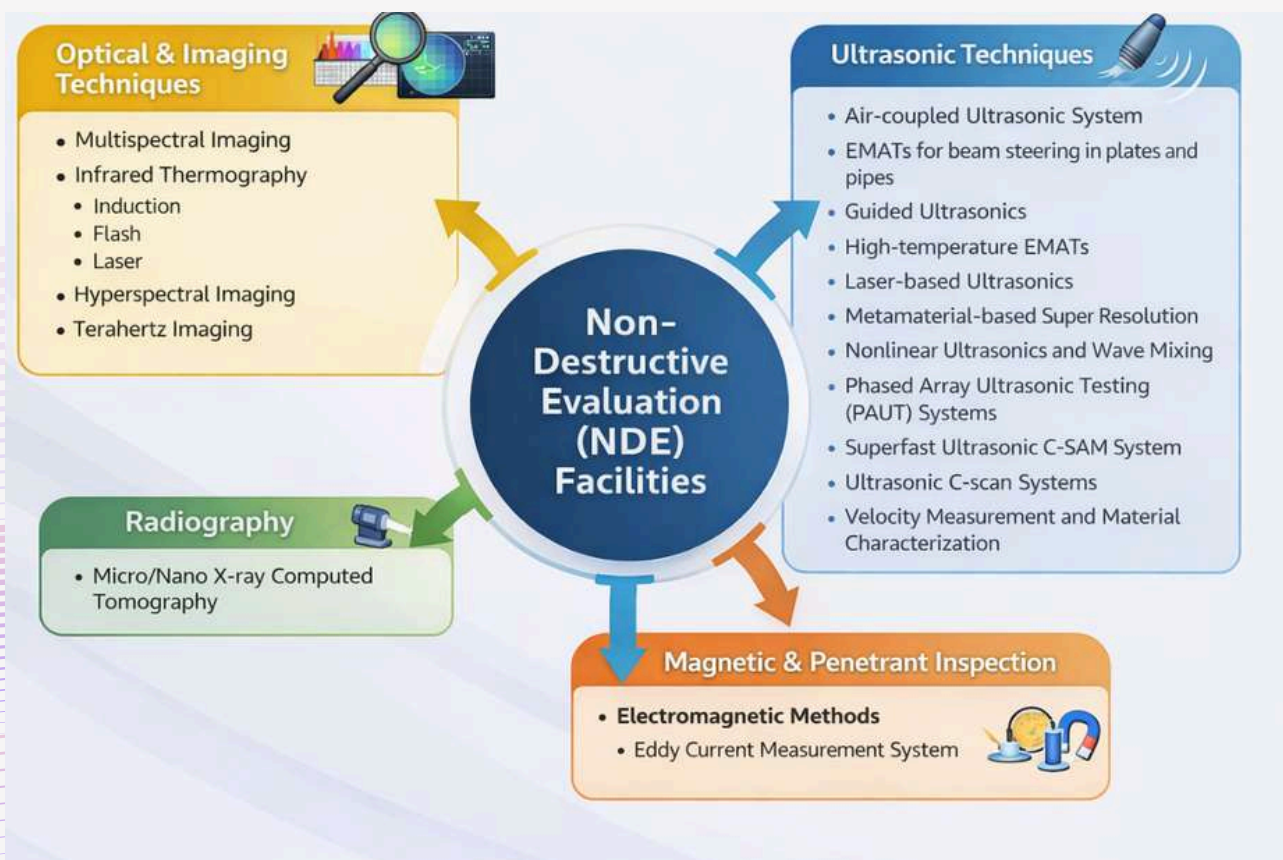 Optical & Imaging
Techniques
• Multispectral Imaging
• Infrared Thermography
• Induction
• Flash
• Laser
• Hyperspectral Imaging
• Terahertz Imaging
Ultrasonic Techniques
• Air-coupled Ultrasonic System
• EMATs for beam steering in plates and
pipes
• Guided Ultrasonics
• High-temperature EMATs
• Laser-based Ultrasonics
• Metamaterial-based Super Resolution
• Nonlinear Ultrasonics and Wave Mixing
• Phased Array Ultrasonic Testing
(PAUT) Systems
• Superfast Ultrasonic C-SAM System
• Ultrasonic C-scan Systems
• Velocity Measurement and Material
Characterization
Non-
Destructive
Evaluation
(NDE)
Facilities
Radiography
• Micro/Nano X-ray Computed
Tomography
Magnetic & Penetrant Inspection
• Electromagnetic Methods
• Eddy Current Measurement System